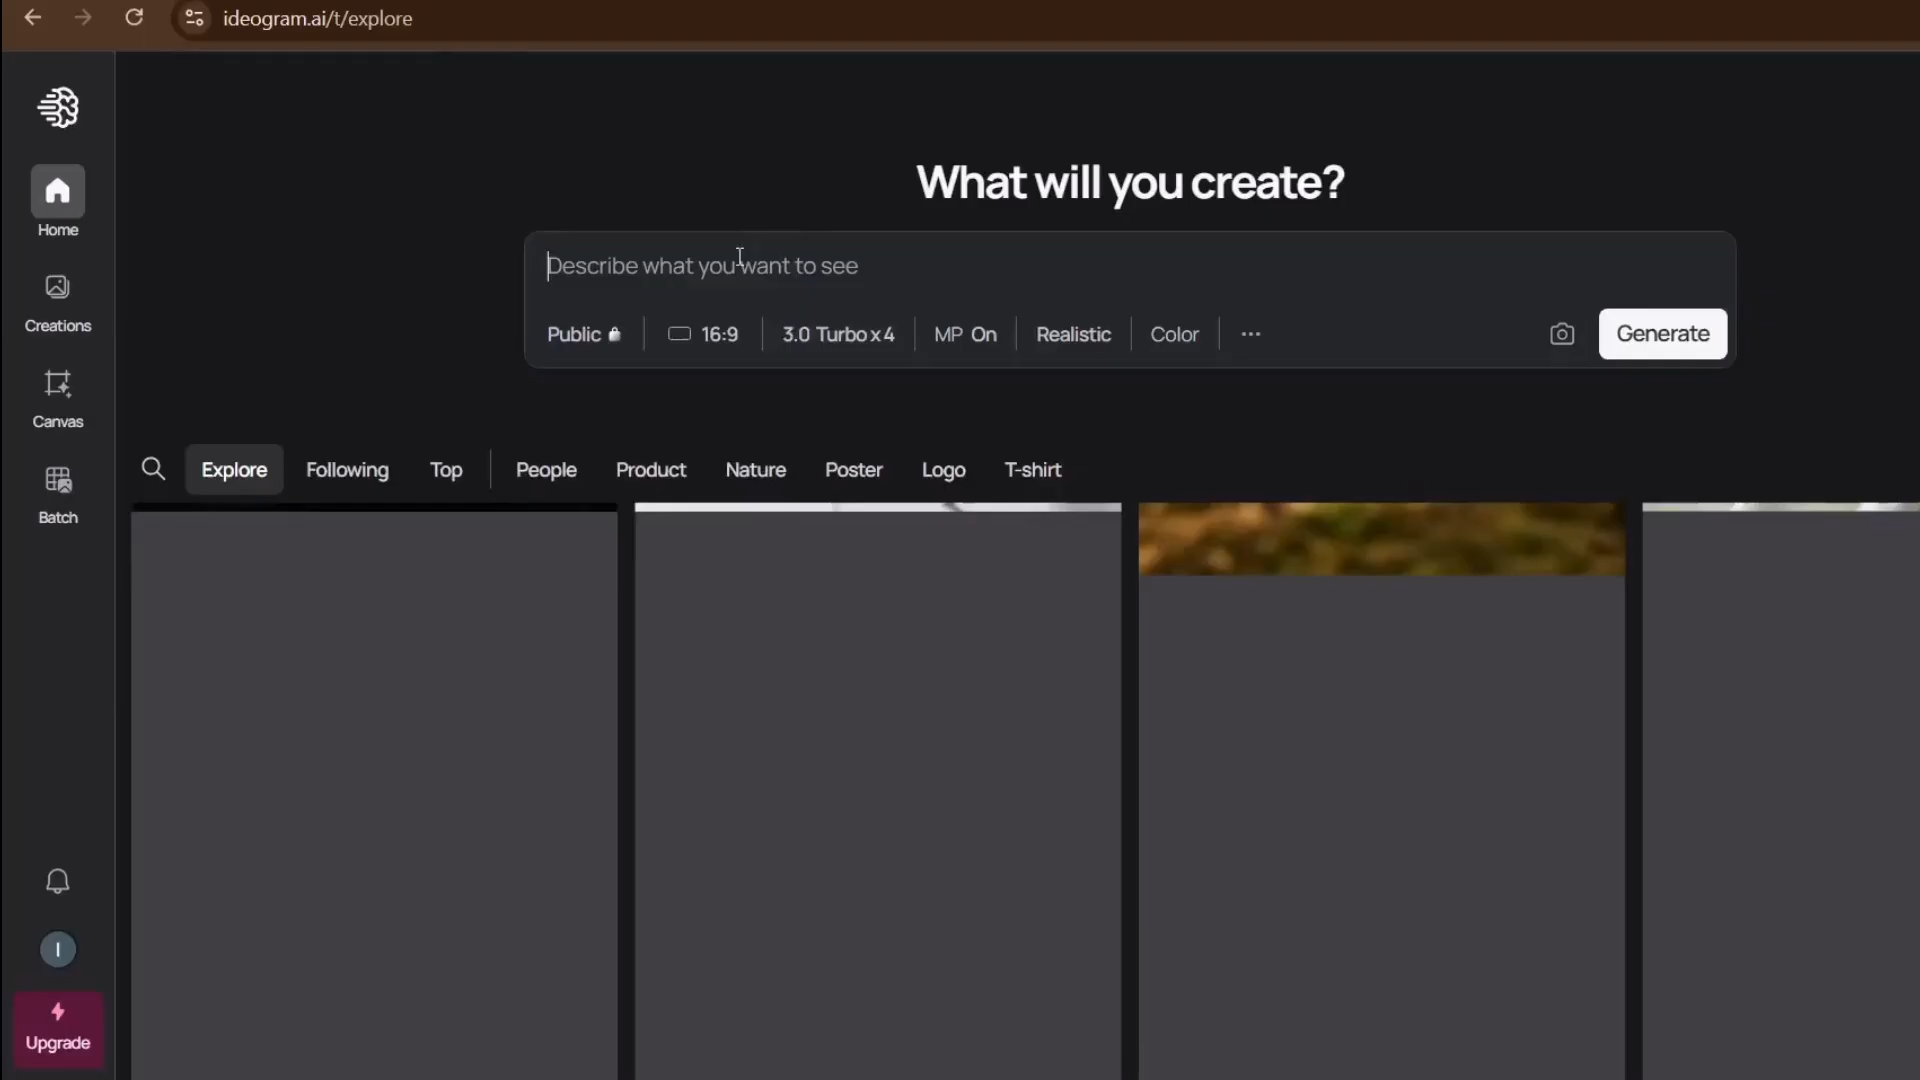 ideogram.ai/t/explore
What will you create?
Describe what you want to see
Public 16:9 3.0 Turbo x 4 MP On Realistic Color ··· Generate
Home
Creations
Canvas
Batch
Explore Following Top People Product Nature Poster Logo T-shirt
I
Upgrade